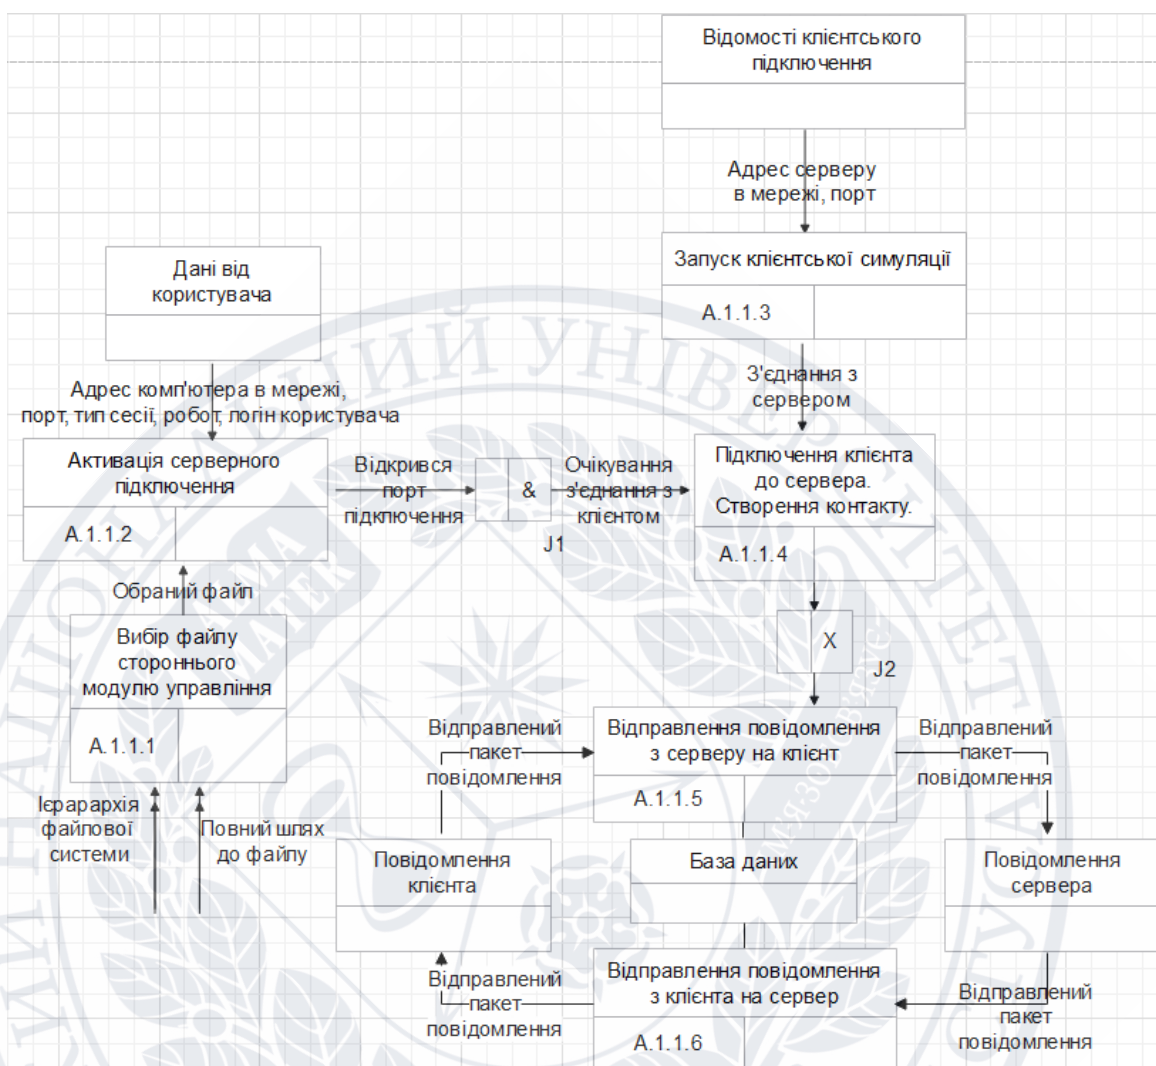 Відомості клієнтського
підключення
Адрес серверу
в мережі, порт
Запуск клієнтської симуляції
А.1.1.3
З'єднання з
сервером
Дані від
користувача
Адрес комп'ютера в мережі,
порт, тип сесії, робот, логін користувача
Активація серверного
підключення
А.1.1.2
Відкрився
порт
підключення
&
J1
Очікування
з'єднання з
клієнтом
Підключення клієнта
до сервера.
Створення контакту.
А.1.1.4
X
J2
Обраний файл
Вибір файлу
стороннього
модулю управління
А.1.1.1
Ієрарархія
файлової
системи
Повний шлях
до файлу
Відправлений
пакет
повідомлення
Відправлення повідомлення
з серверу на клієнт
А.1.1.5
Відправлений
пакет
повідомлення
Повідомлення
клієнта
База даних
Повідомлення
сервера
Відправлений
пакет
повідомлення
Відправлення повідомлення
з клієнта на сервер
А.1.1.6
Відправлений
пакет
повідомлення
НАЦІОНАЛЬНИЙ УНІВЕРСИТЕТ
АЛМА
МАТЕР